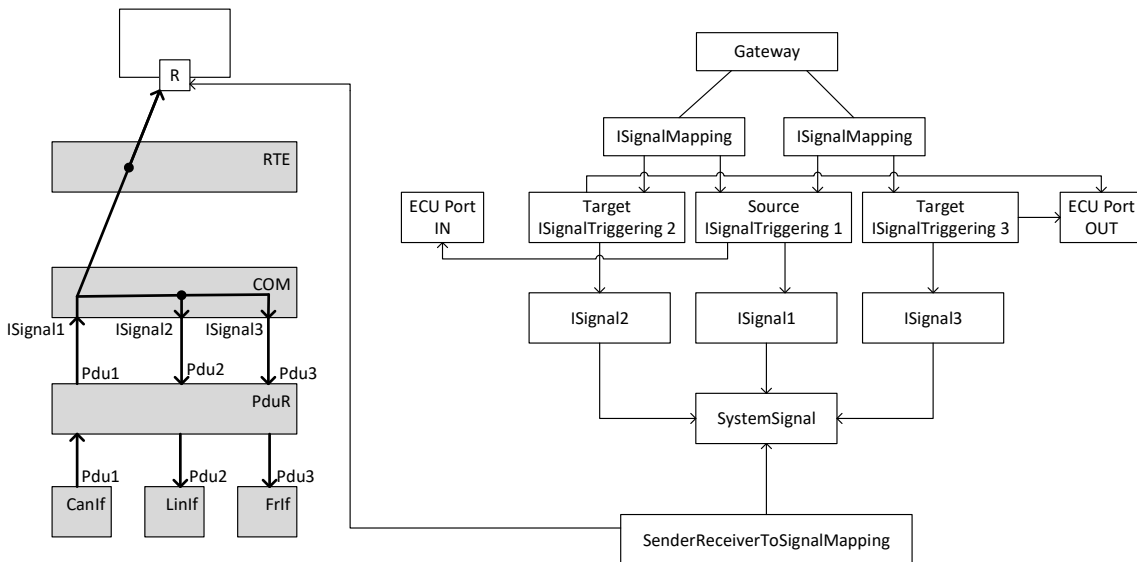 R
RTE
COM
ISignal1
ISignal2
ISignal3
Pdu1
Pdu2
Pdu3
PduR
Pdu1
Pdu2
Pdu3
CanIf
LinIf
FrIf
Gateway
ISignalMapping
ISignalMapping
ECU Port
IN
Target
ISignalTriggering 2
Source
ISignalTriggering 1
Target
ISignalTriggering 3
ECU Port
OUT
ISignal2
ISignal1
ISignal3
SystemSignal
SenderReceiverToSignalMapping